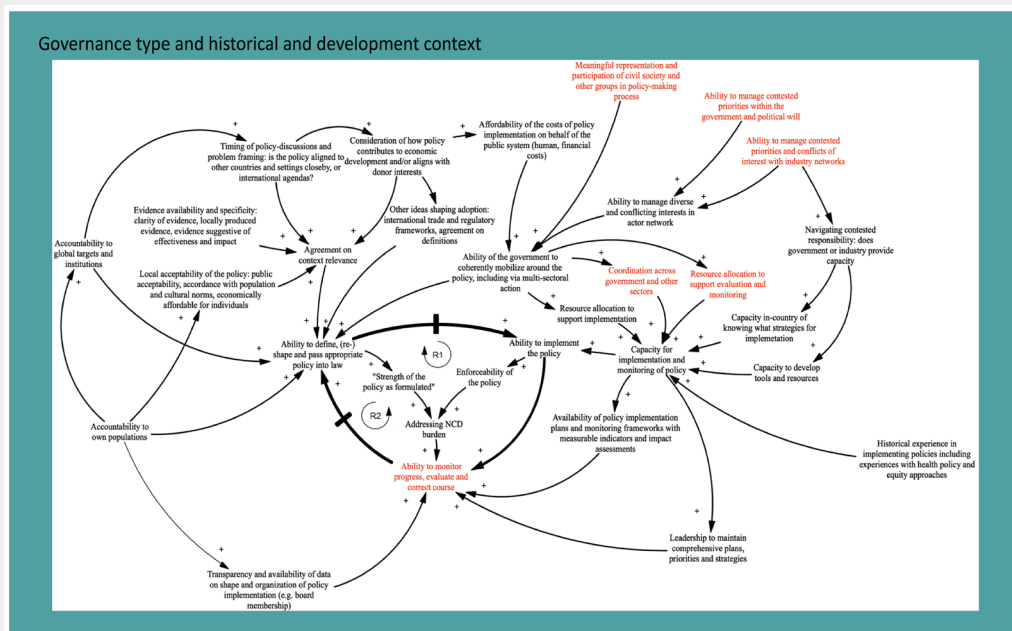 Governance type and historical and development context
Meaningful representation and
participation of civil society and
other groups in policy-making
process
Ability to manage contested
priorities within the
government and political will
Ability to manage contested
priorities and conflicts of
interest with industry networks
Affordability of the costs of policy
implementation on behalf of the
public system (human, financial
costs)
Timing of policy-discussions and
problem framing: is the policy aligned to
other countries and settings closeby, or
international agendas?
Consideration of how policy
contributes to economic
development and/or aligns with
donor interests
Evidence availability and specificity:
clarity of evidence, locally produced
evidence, evidence suggestive of
effectiveness and impact
Other ideas shaping adoption:
international trade and regulatory
frameworks, agreement on
definitions
Ability to manage diverse
and conflicting interests in
actor network
Navigating contested
responsibility: does
government or industry provide
capacity
Accountability to
global targets and
institutions
Agreement on
context relevance
Ability of the government to
coherently mobilize around the
policy, including via multi-sectoral
action
Local acceptability of the policy: public
acceptability, accordance with population
and cultural norms, economically
affordable for individuals
Coordination across
government and other
sectors
Resource allocation to
support evaluation and
monitoring
Resource allocation to
support implementation
Capacity in-country of
knowing what strategies for
implemetation
Ability to define, (re-)
shape and pass appropriate
policy into law
R1
Ability to implement
the policy
Capacity for
implementation and
monitoring of policy
Capacity to develop
tools and resources
"Strength of the
policy as formulated"
Enforceability of
the policy
R2
Addressing NCD
burden
Availability of policy implementation
plans and monitoring frameworks with
measurable indicators and impact
assessments
Accountability to
own populations
Historical experience in
implementing policies including
experiences with health policy and
equity approaches
Ability to monitor
progress, evaluate and
correct course
Leadership to maintain
comprehensive plans,
priorities and strategies
Transparency and availability of data
on shape and organization of policy
implementation (e.g. board
membership)